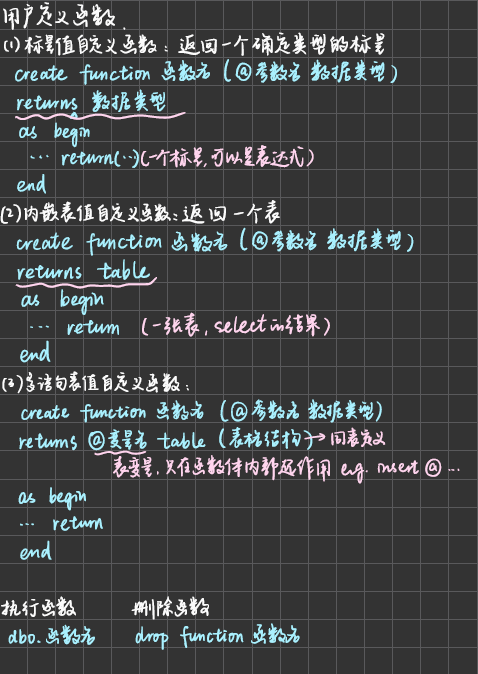 用户定义函数
(1)标量值自定义函数：返回一个确定类型的标量
create function 函数名（@参数名 数据类型）
returns 数据类型
as begin
… return(…)(一个标量,可以是表达式)
end
(2)内嵌表值自定义函数：返回一个表
create function 函数名（@参数名 数据类型）
returns table
as begin
… return (一张表, select的结果)
end
(3)多语句表值自定义函数：
create function 函数名（@参数名 数据类型）
returns @变量名 table (表格结构)→同表定义
表变量,只在函数体内部起作用 e.g. insert @ …
as begin
… return
end
执行函数 删除函数
dbo.函数名 drop function 函数名